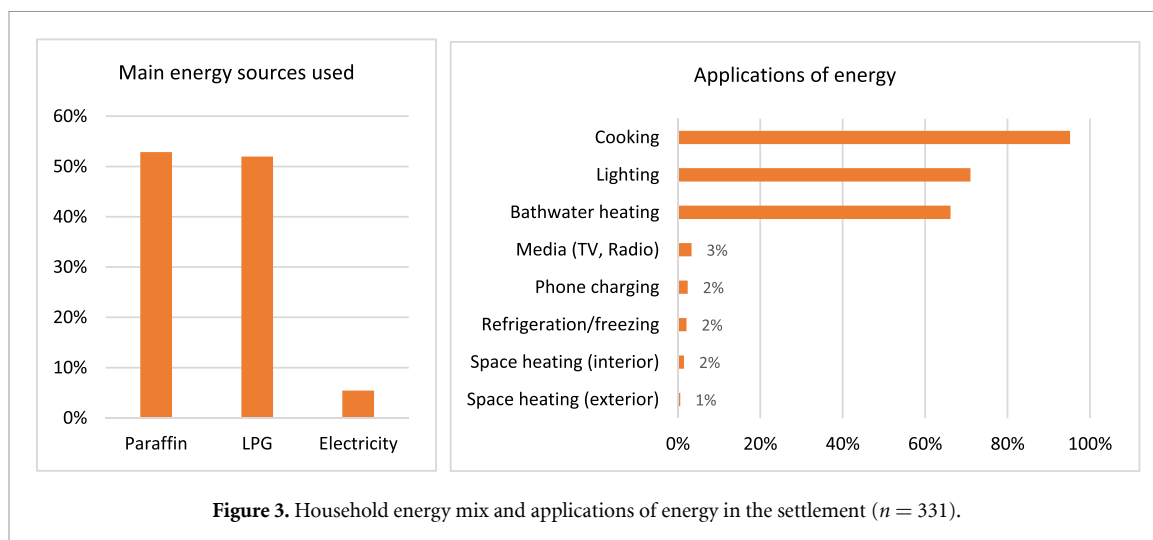 Main energy sources used
60%
50%
40%
30%
20%
10%
0%
Paraffin LPG Electricity
Applications of energy
Cooking
Lighting
Bathwater heating
Media (TV, Radio) 3%
Phone charging 2%
Refrigeration/freezing 2%
Space heating (interior) 2%
Space heating (exterior) 1%
0% 20% 40% 60% 80% 100%
Figure 3. Household energy mix and applications of energy in the settlement (n = 331).